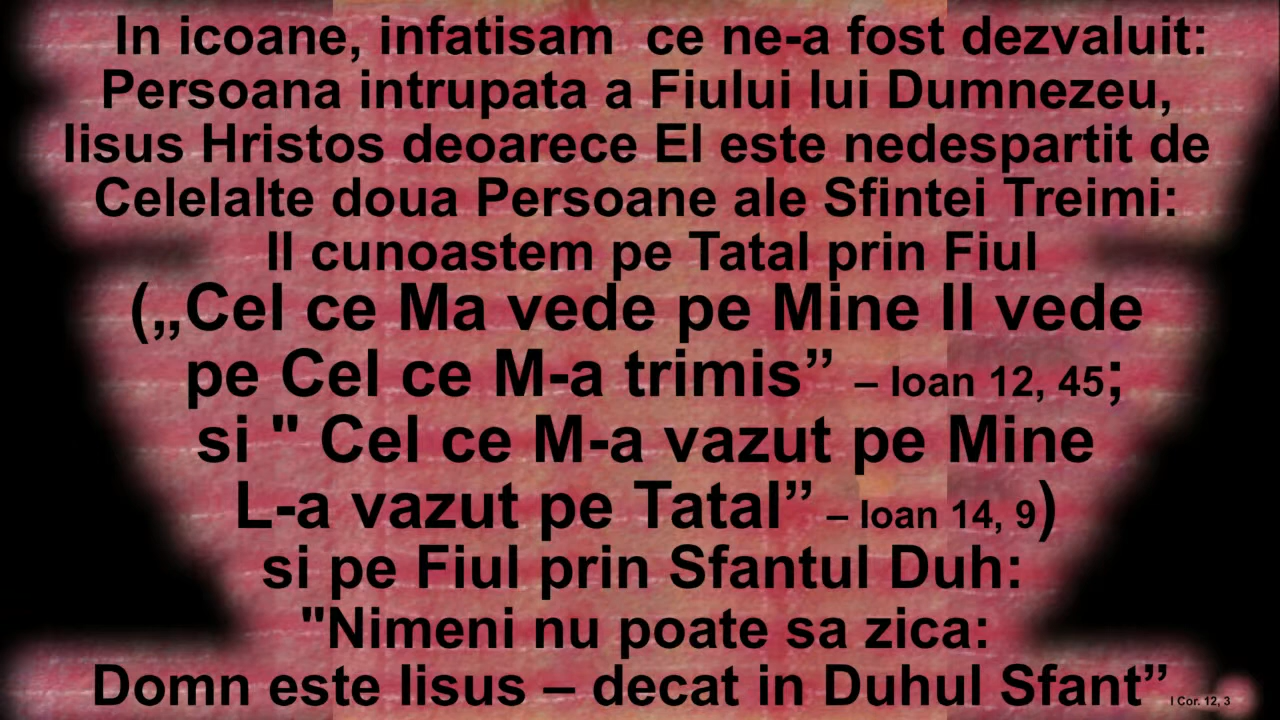 In icoane, infatisam  ce ne-a fost dezvaluit:
Persoana intrupata a Fiului lui Dumnezeu,
Iisus Hristos deoarece El este nedespartit de
Celelalte doua Persoane ale Sfintei Treimi:
Il cunoastem pe Tatal prin Fiul
(„Cel ce Ma vede pe Mine Il vede
pe Cel ce M-a trimis” – Ioan 12, 45;
si " Cel ce M-a vazut pe Mine
L-a vazut pe Tatal” – Ioan 14, 9)
si pe Fiul prin Sfantul Duh:
"Nimeni nu poate sa zica:
Domn este Iisus – decat in Duhul Sfant” I Cor. 12, 3